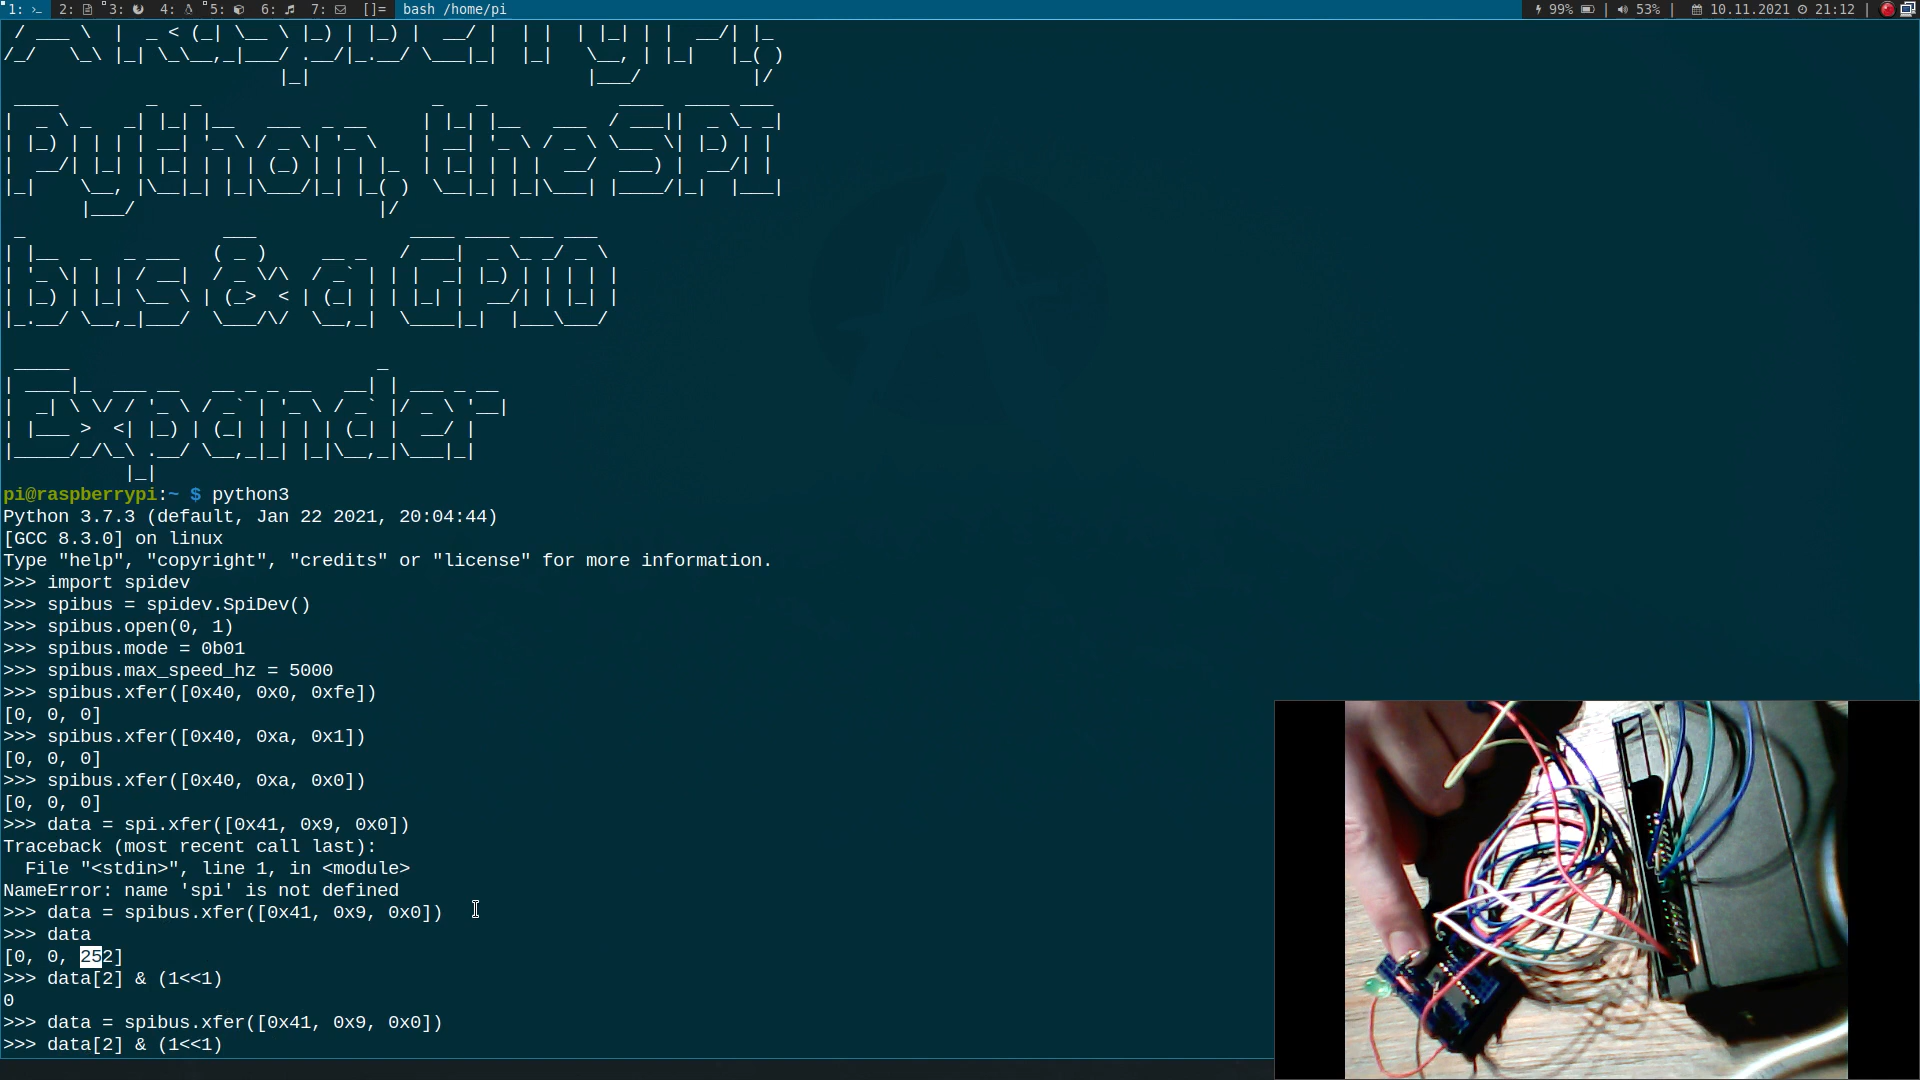 1: 2: 3: 4: 5: 6: 7: []= bash /home/pi 99% | 53% | 10.11.2021 21:12 |
Python, the SPI
bus & a GPIO
Expander
pi@raspberrypi:~ $ python3
Python 3.7.3 (default, Jan 22 2021, 20:04:44)
[GCC 8.3.0] on linux
Type "help", "copyright", "credits" or "license" for more information.
>>> import spidev
>>> spibus = spidev.SpiDev()
>>> spibus.open(0, 1)
>>> spibus.mode = 0b01
>>> spibus.max_speed_hz = 5000
>>> spibus.xfer([0x40, 0x0, 0xfe])
[0, 0, 0]
>>> spibus.xfer([0x40, 0xa, 0x1])
[0, 0, 0]
>>> spibus.xfer([0x40, 0xa, 0x0])
[0, 0, 0]
>>> data = spi.xfer([0x41, 0x9, 0x0])
Traceback (most recent call last):
  File "<stdin>", line 1, in <module>
NameError: name 'spi' is not defined
>>> data = spibus.xfer([0x41, 0x9, 0x0])
>>> data
[0, 0, 252]
>>> data[2] & (1<<1)
0
>>> data = spibus.xfer([0x41, 0x9, 0x0])
>>> data[2] & (1<<1)